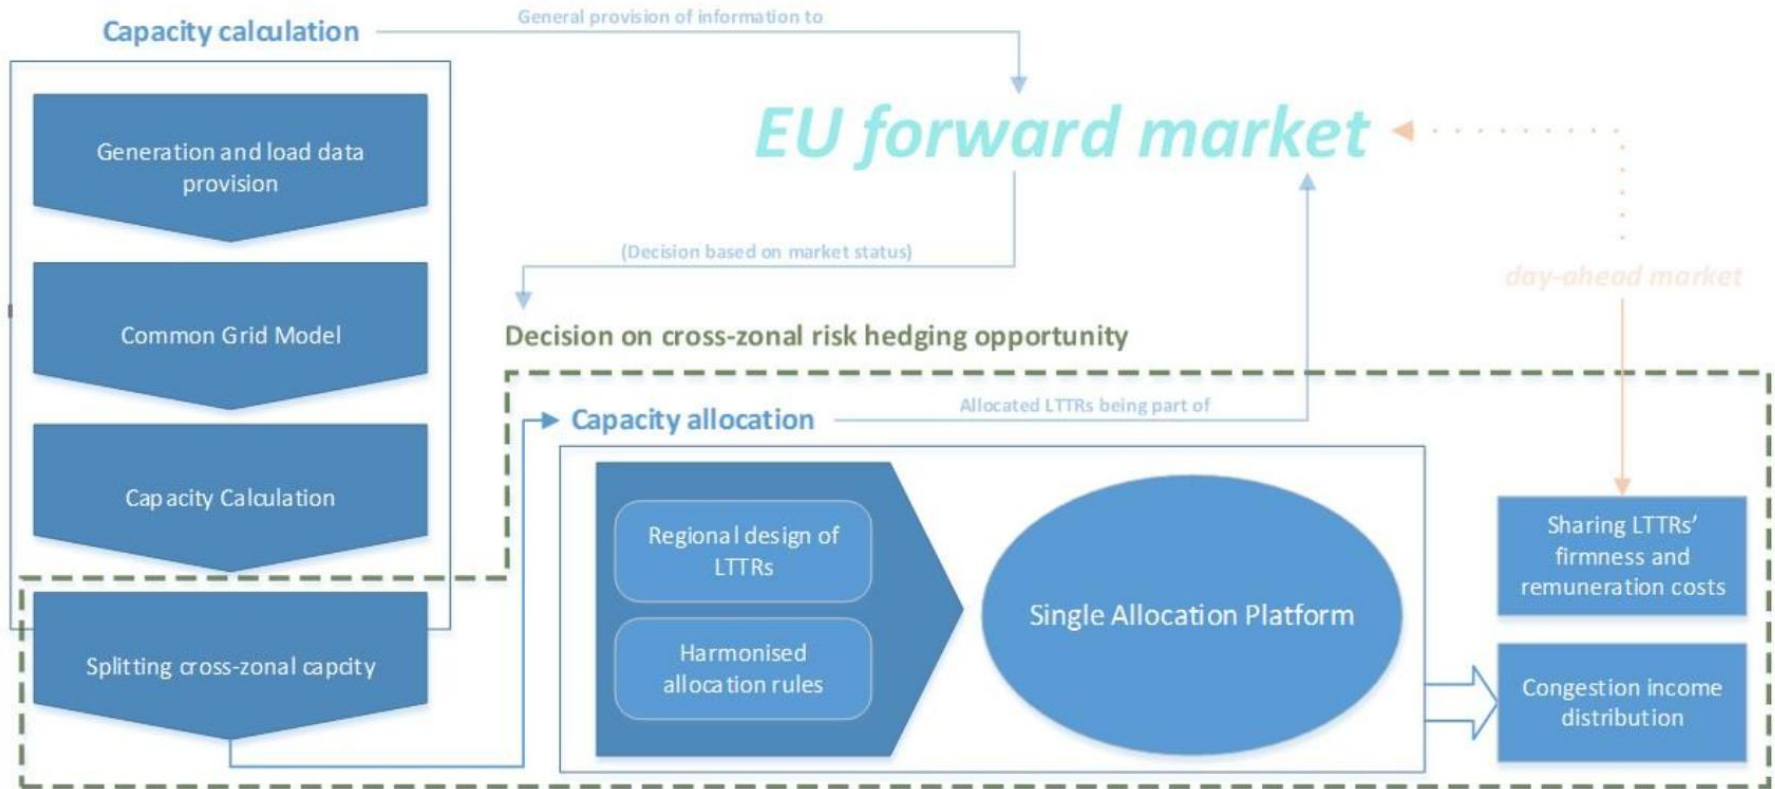 Capacity calculation
General provision of information to
Generation and load data
provision
Common Grid Model
Capacity Calculation
Splitting cross-zonal capcity
EU forward market
(Decision based on market status)
day-ahead market
Decision on cross-zonal risk hedging opportunity
Capacity allocation
Allocated LTTRs being part of
Regional design of
LTTRs
Harmonised
allocation rules
Single Allocation Platform
Sharing LTTRs'
firmness and
remuneration costs
Congestion income
distribution